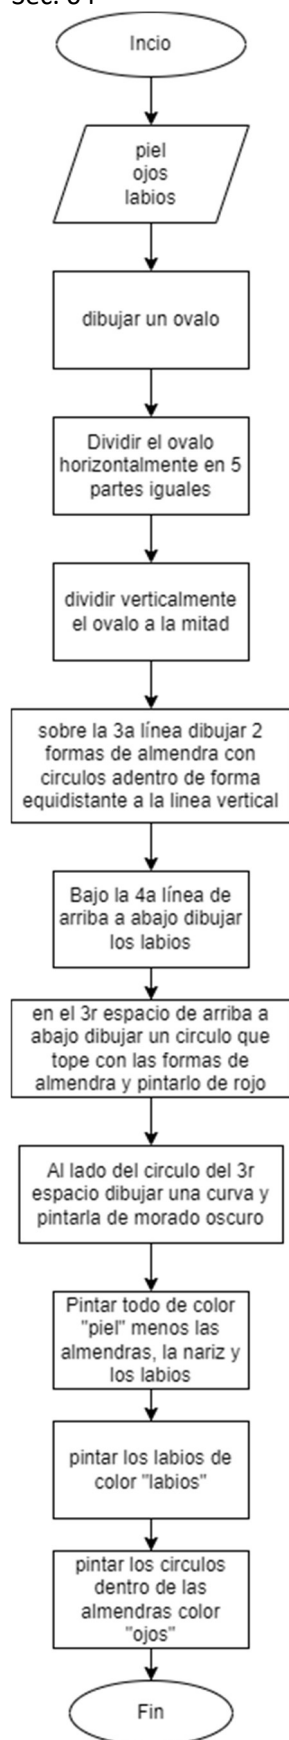 Sec. 04
Incio
piel
ojos
labios
dibujar un ovalo
Dividir el ovalo
horizontalmente en 5
partes iguales
dividir verticalmente
el ovalo a la mitad
sobre la 3a línea dibujar 2
formas de almendra con
circulos adentro de forma
equidistante a la linea vertical
Bajo la 4a línea de
arriba a abajo dibujar
los labios
en el 3r espacio de arriba a
abajo dibujar un circulo que
tope con las formas de
almendra y pintarlo de rojo
Al lado del circulo del 3r
espacio dibujar una curva y
pintarla de morado oscuro
Pintar todo de color
"piel" menos las
almendras, la nariz y
los labios
pintar los labios de
color "labios"
pintar los circulos
dentro de las
almendras color
"ojos"
Fin